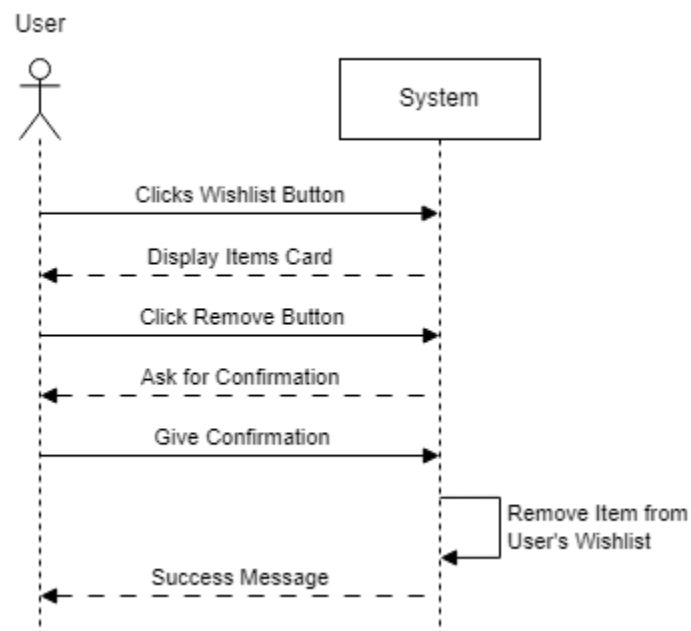 User
System
Clicks Wishlist Button
Display Items Card
Click Remove Button
Ask for Confirmation
Give Confirmation
Remove Item from
User's Wishlist
Success Message